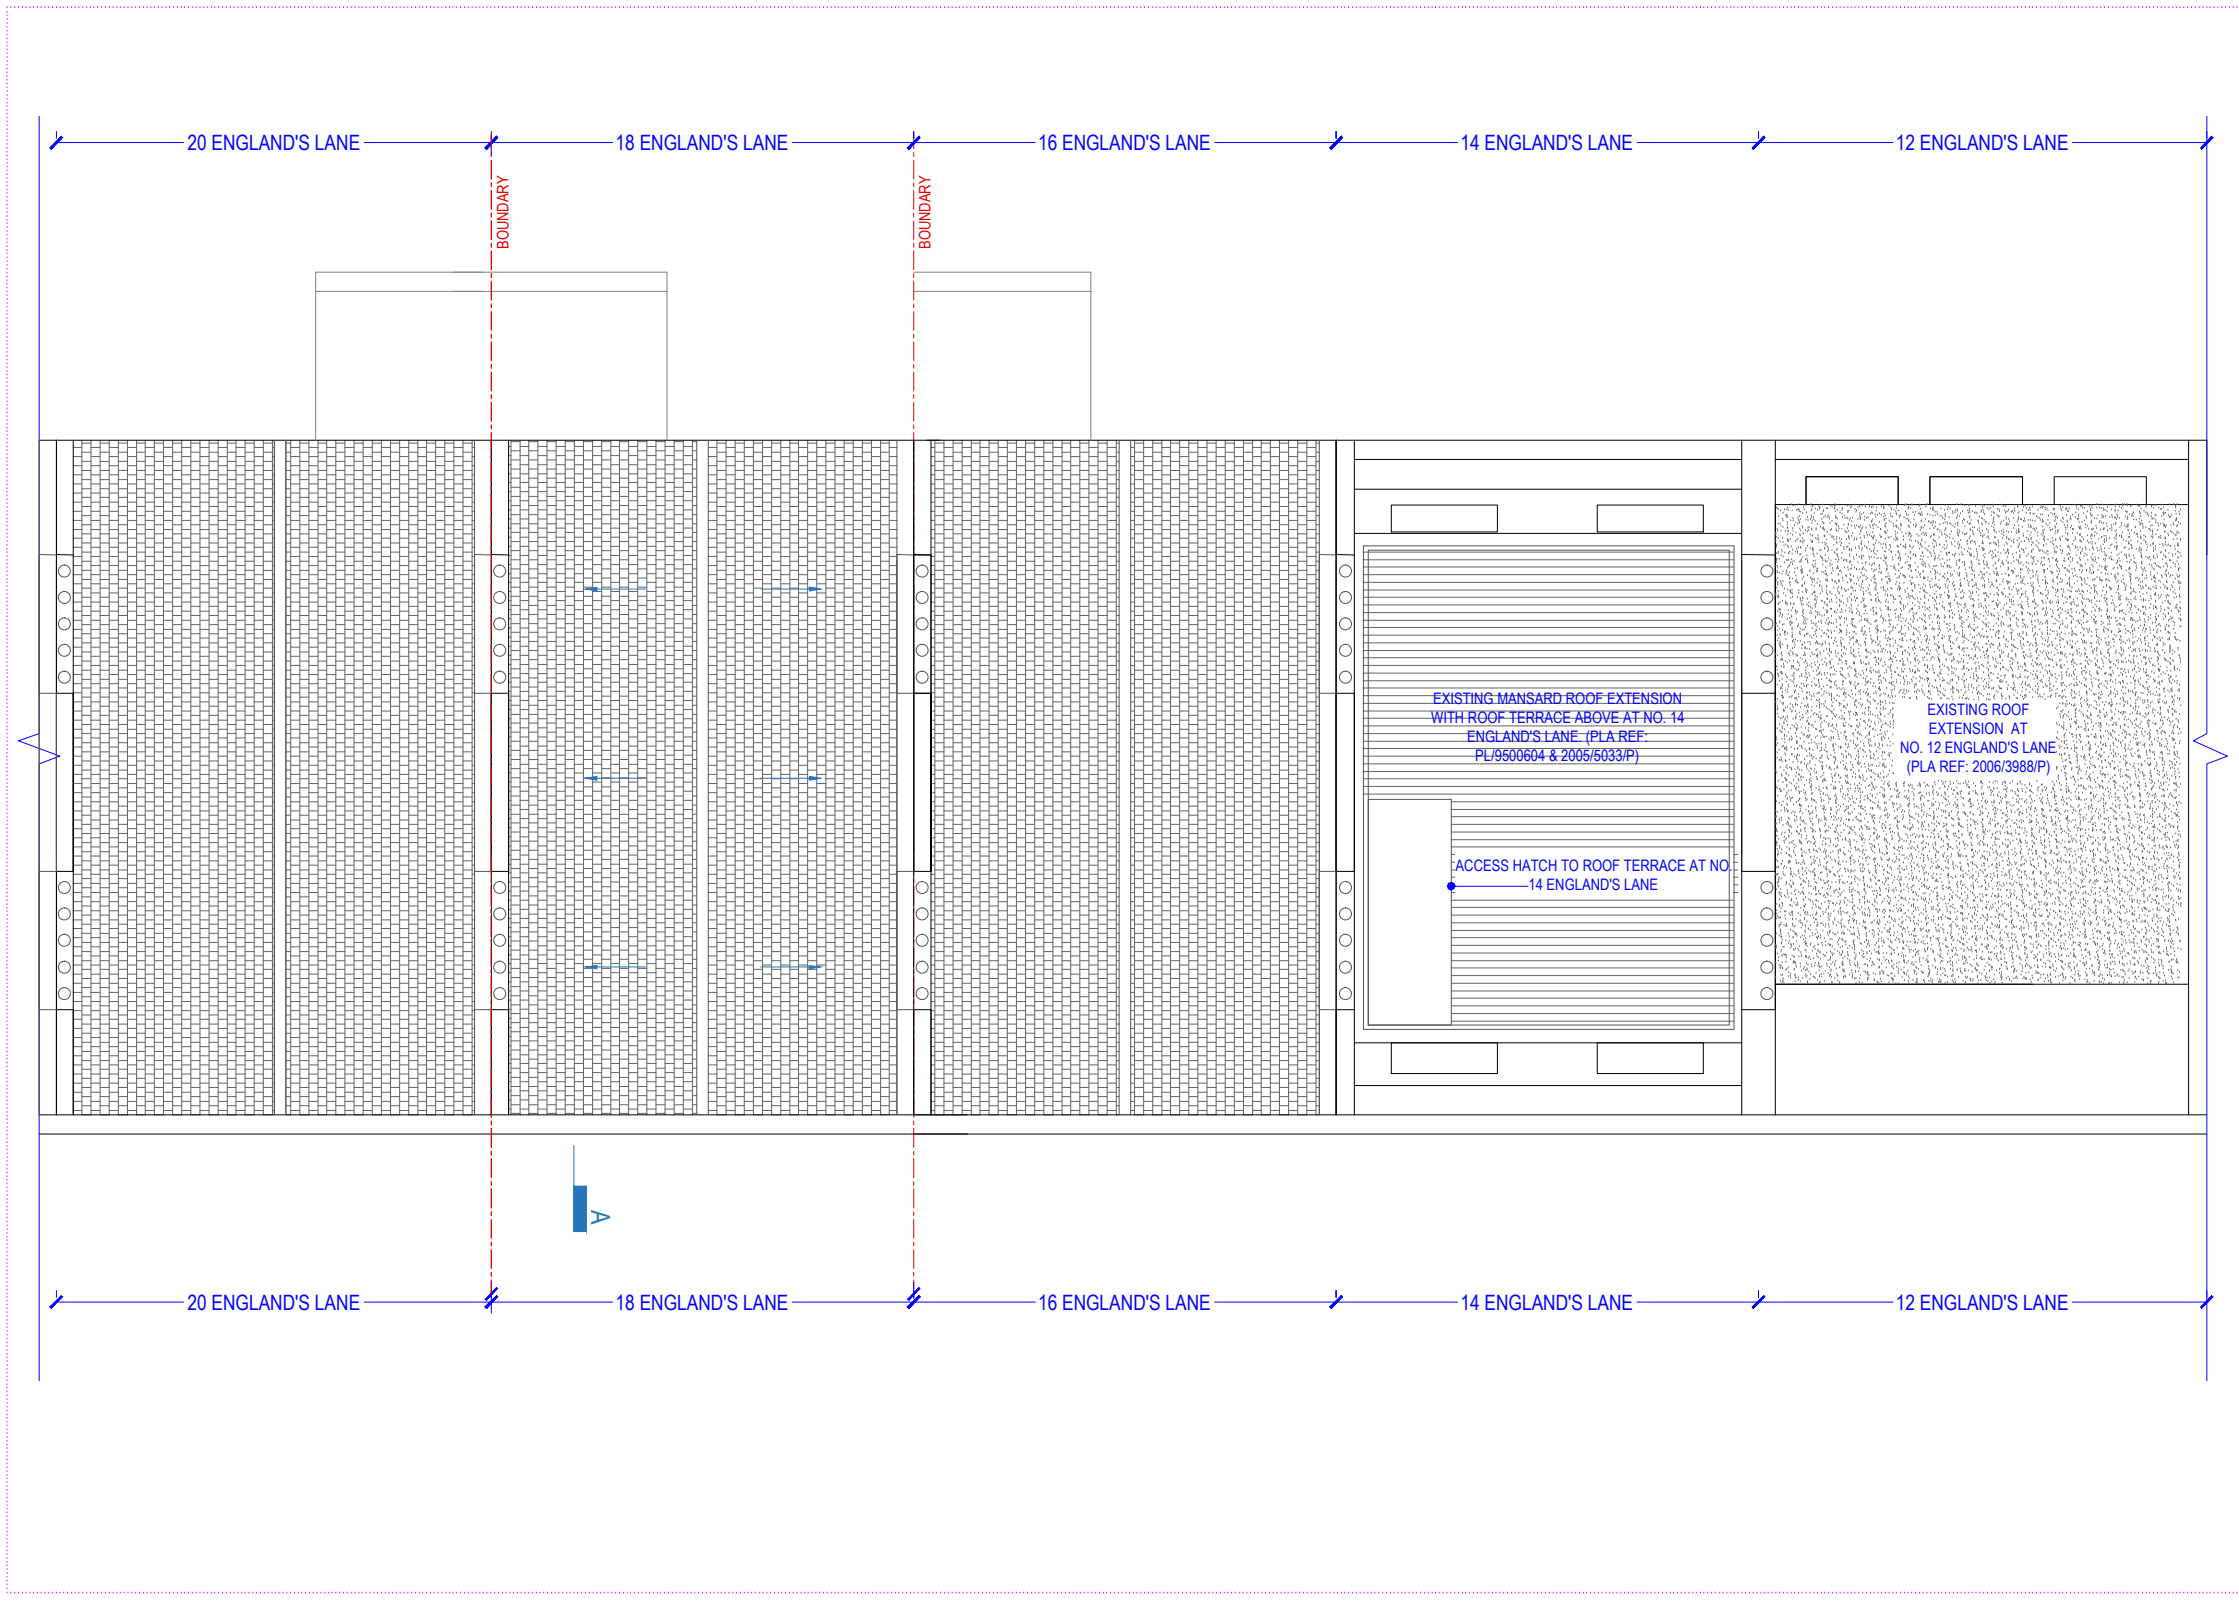 20 ENGLAND'S LANE
18 ENGLAND'S LANE
16 ENGLAND'S LANE
14 ENGLAND'S LANE
12 ENGLAND'S LANE
BOUNDARY
BOUNDARY
EXISTING MANSARD ROOF EXTENSION
WITH ROOF TERRACE ABOVE AT NO. 14
ENGLAND'S LANE. (PLA REF:
PL/9500604 & 2005/5033/P)
EXISTING ROOF
EXTENSION AT
NO. 12 ENGLAND'S LANE
(PLA REF: 2006/3988/P)
ACCESS HATCH TO ROOF TERRACE AT NO.
14 ENGLAND'S LANE
A
20 ENGLAND'S LANE
18 ENGLAND'S LANE
16 ENGLAND'S LANE
14 ENGLAND'S LANE
12 ENGLAND'S LANE